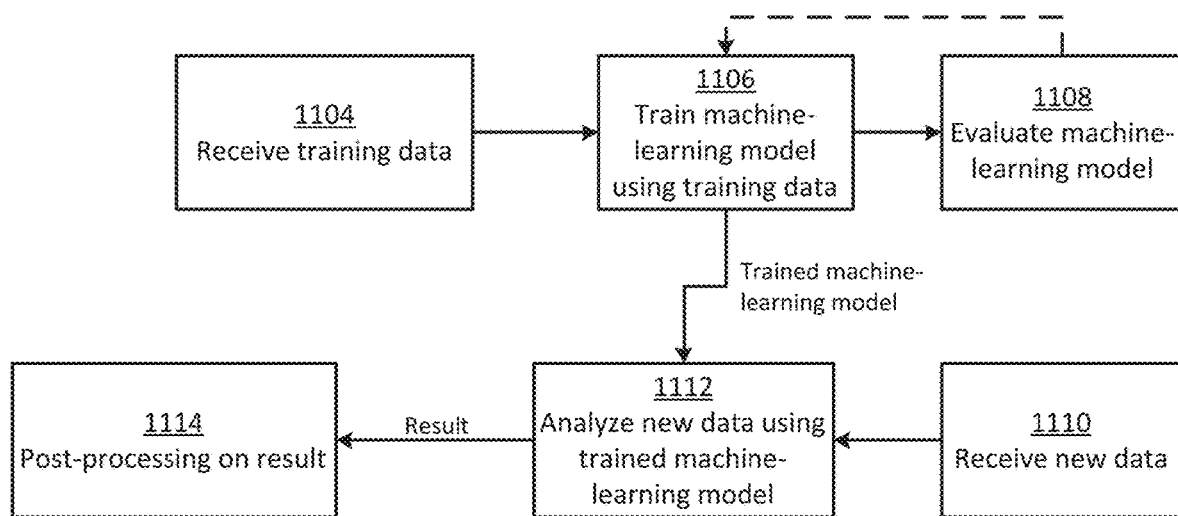 1104
Receive training data
1106
Train machine-
learning model
using training data
1108
Evaluate machine-
learning model
Trained machine-
learning model
1114
Post-processing on result
Result
1112
Analyze new data using
trained machine-
learning model
1110
Receive new data